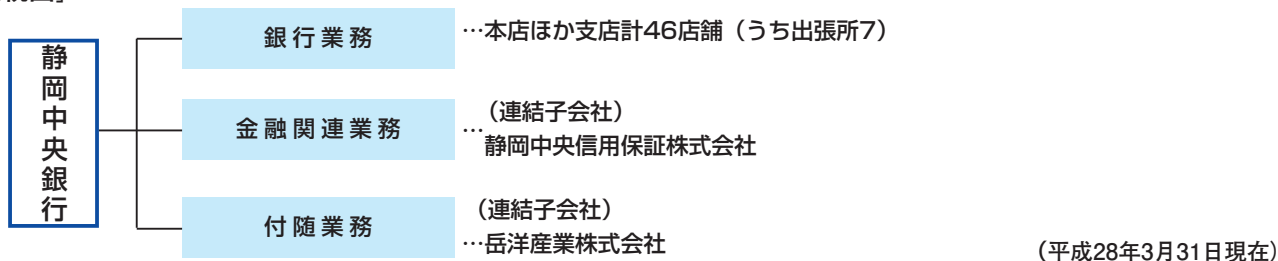 静岡中央銀行
銀行業務
…本店ほか支店計46店舗（うち出張所7）
金融関連業務
（連結子会社）
…静岡中央信用保証株式会社
付随業務
（連結子会社）
…岳洋産業株式会社
（平成28年3月31日現在）